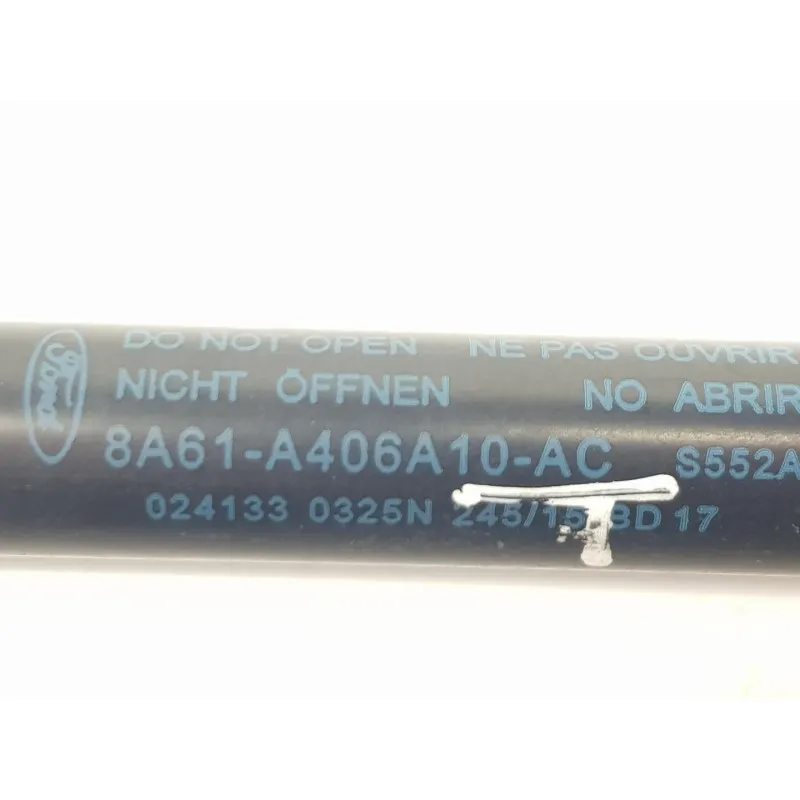 Ford
DO NOT OPEN NE PAS OUVRIR
NICHT ÖFFNEN NO ABRIR
8A61-A406A10-AC S552A
024133 0325N 245/15 8D 17